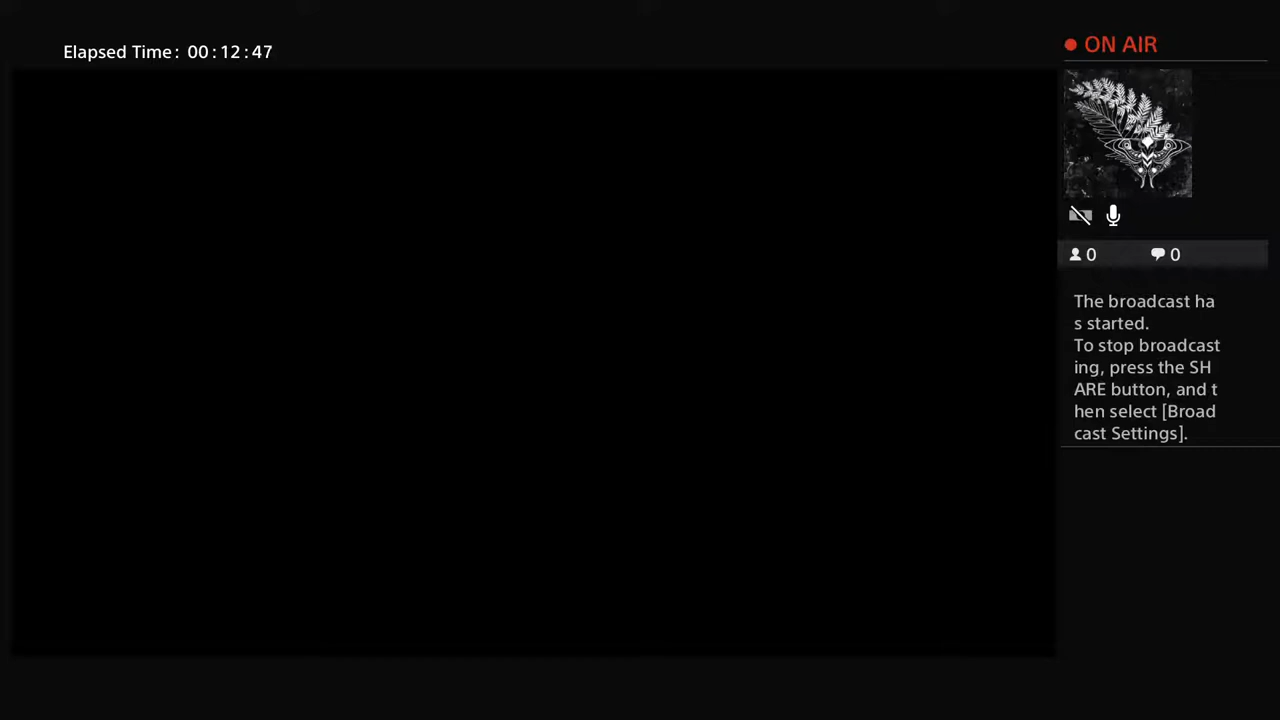 Elapsed Time: 00:12:47
ON AIR
0 0
The broadcast ha
s started.
To stop broadcast
ing, press the SH
ARE button, and t
hen select [Broad
cast Settings].